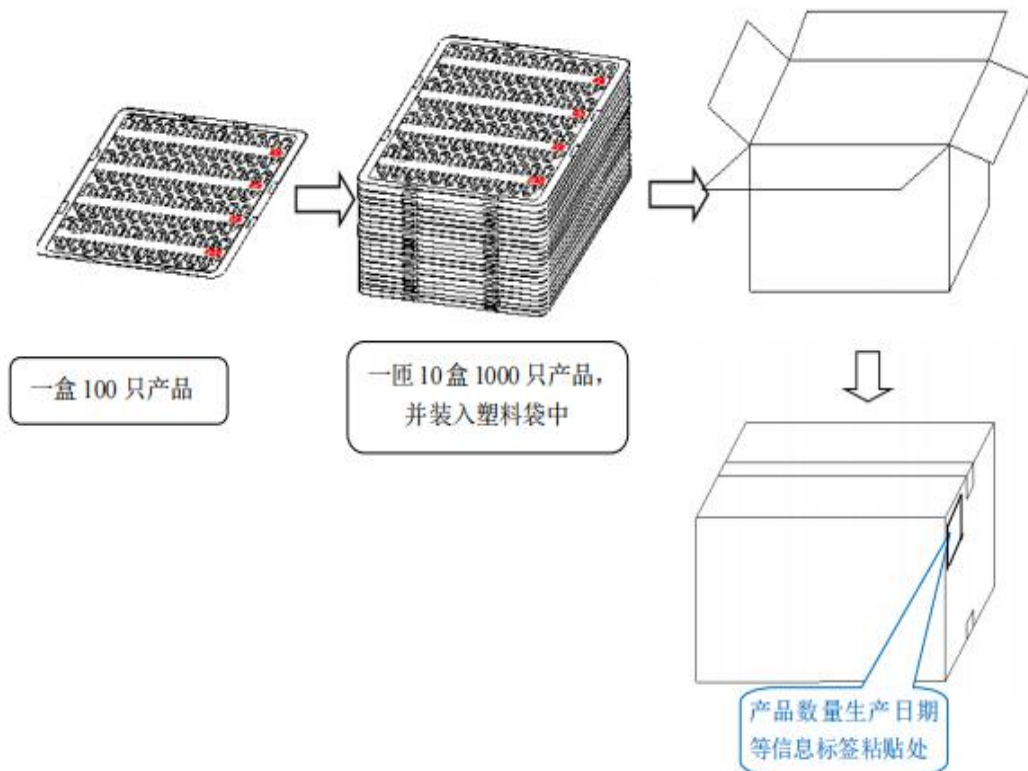 一盒 100 只产品
一匝 10 盒 1000 只产品，
并装入塑料袋中
产品数量生产日期
等信息标签粘贴处